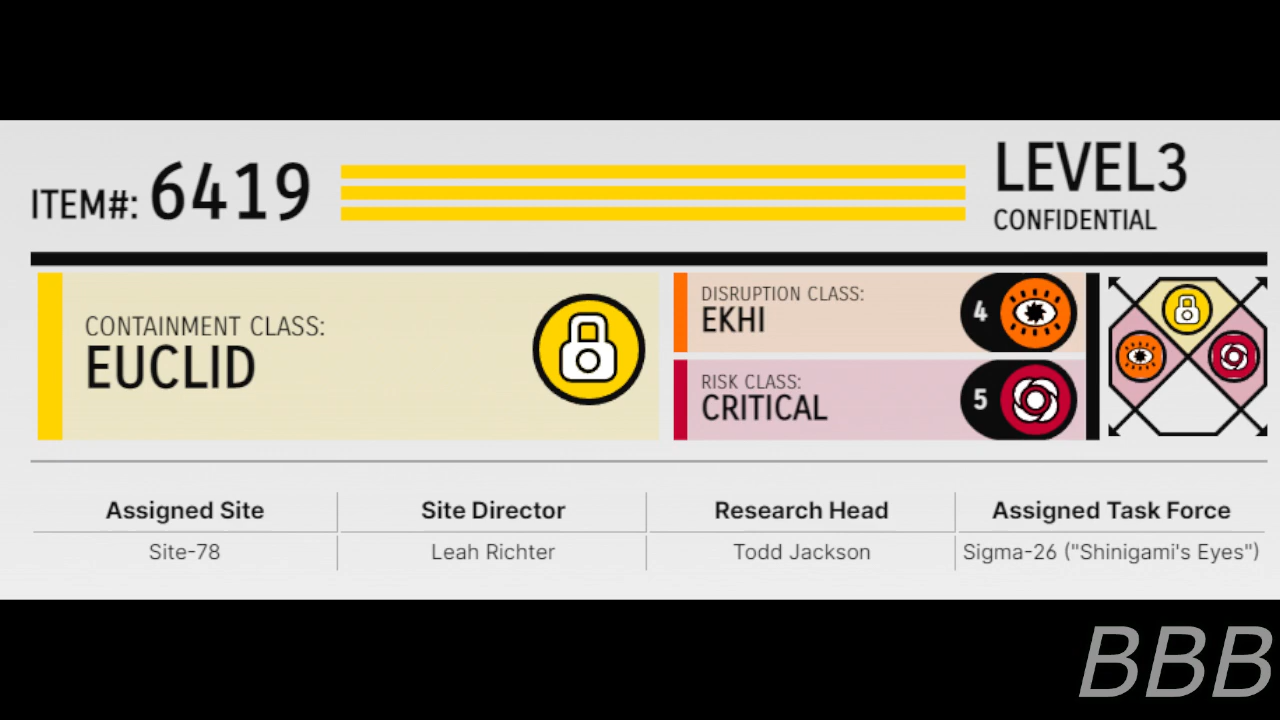 ITEM#: 6419
LEVEL3
CONFIDENTIAL
CONTAINMENT CLASS:
EUCLID
DISRUPTION CLASS:
EKHI
4
RISK CLASS:
CRITICAL
5
Assigned Site
Site Director
Research Head
Assigned Task Force
Site-78
Leah Richter
Todd Jackson
Sigma-26 ("Shinigami's Eyes")
BBB